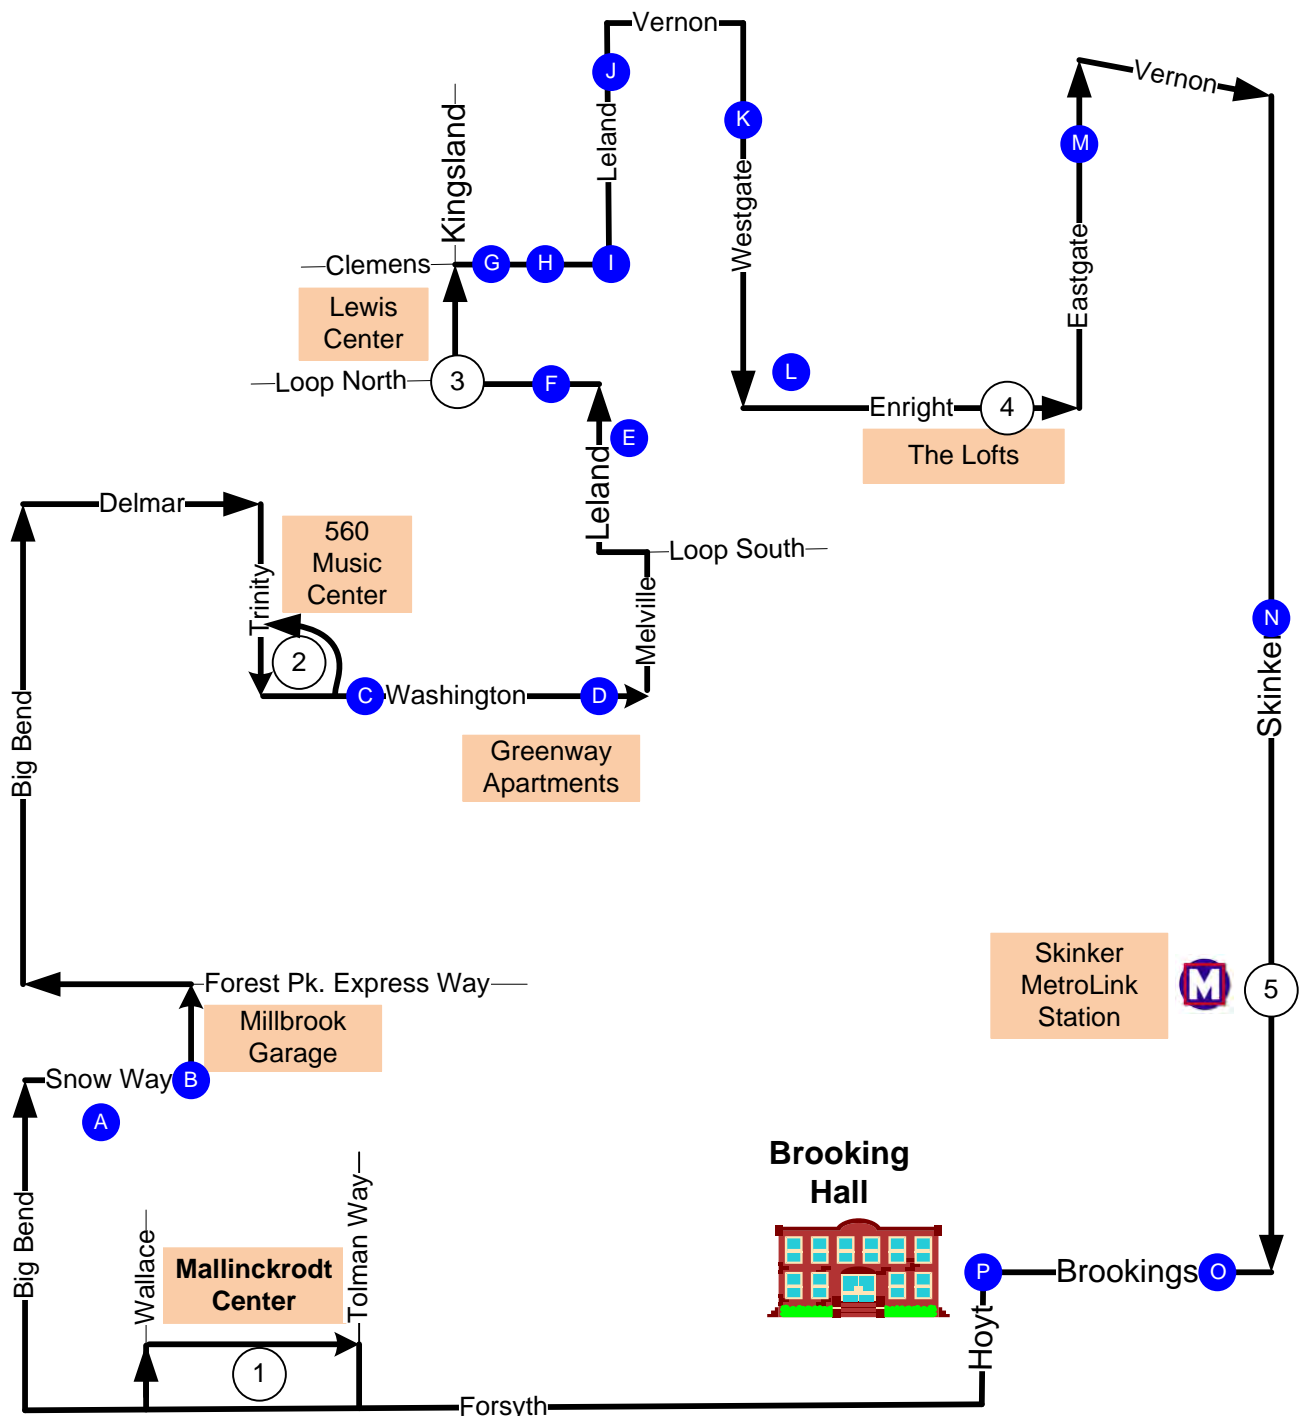 Vernon
J
Vernon
Kingsland
Leland
K
M
Westgate
Eastgate
Clemens
G
H
I
Lewis
Center
Loop North
3
F
L
Enright
4
The Lofts
E
Leland
Delmar
560
Music
Center
Loop South
Trinity
Melville
N
Skinker
2
C
Washington
D
Big Bend
Greenway
Apartments
Forest Pk. Express Way
Millbrook
Garage
Skinker
MetroLink
Station
M
5
Snow Way
B
A
Brooking
Hall
Big Bend
Wallace
Mallinckrodt
Center
Tolman Way
P
Brookings
O
Hoyt
1
Forsyth